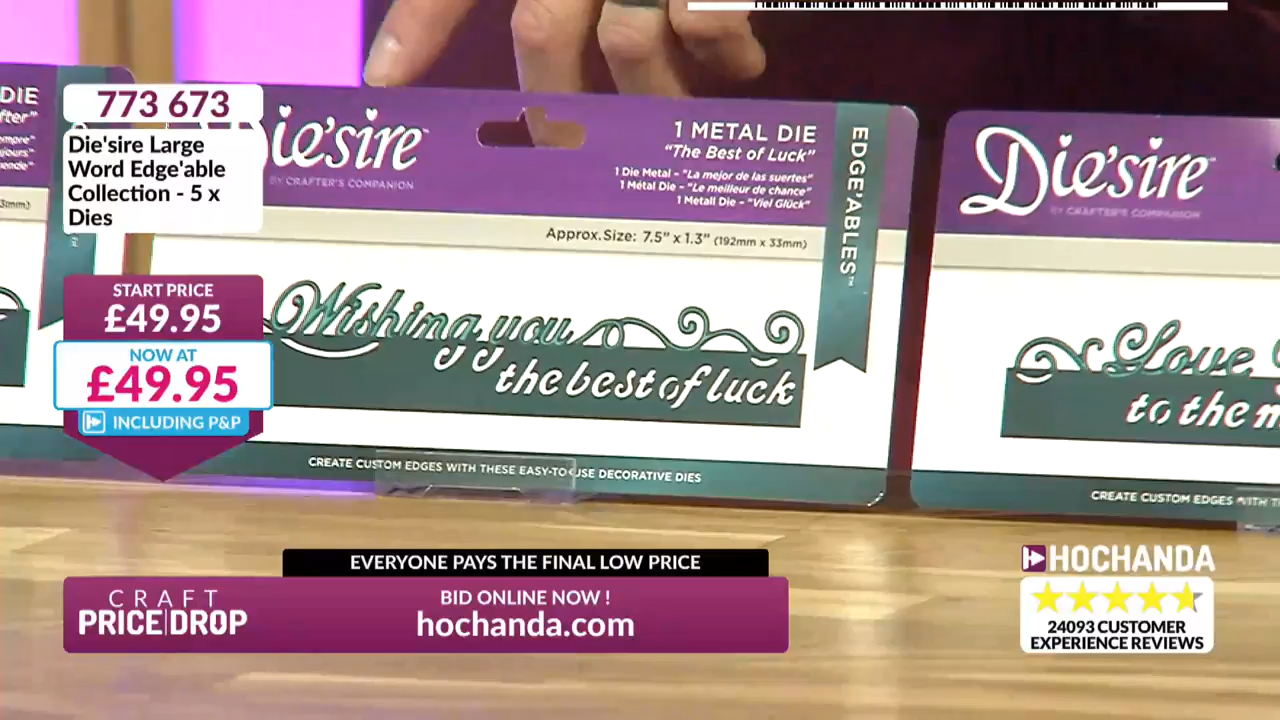 773 673
Die'sire Large
Word Edge'able
Collection - 5 x
Dies
START PRICE
£49.95
NOW AT
£49.95
INCLUDING P&P
DIE
Die'sire™
BY CRAFTER'S COMPANION
1 METAL DIE
"The Best of Luck"
1 Die Metal - "La mejor de las suertes"
1 Métal Die - "Le meilleur de chance"
1 Metall Die - "Viel Glück"
Approx.Size: 7.5" x 1.3" (192mm x 33mm)
EDGE'ABLES™
Wishing you
the best of luck
CREATE CUSTOM EDGES WITH THESE EASY-TO-USE DECORATIVE DIES
Die'sire™
BY CRAFTER'S COMPANION
Love
to the
CREATE CUSTOM EDGES WITH
EVERYONE PAYS THE FINAL LOW PRICE
CRAFT
PRICE DROP
BID ONLINE NOW !
hochanda.com
HOCHANDA
24093 CUSTOMER
EXPERIENCE REVIEWS